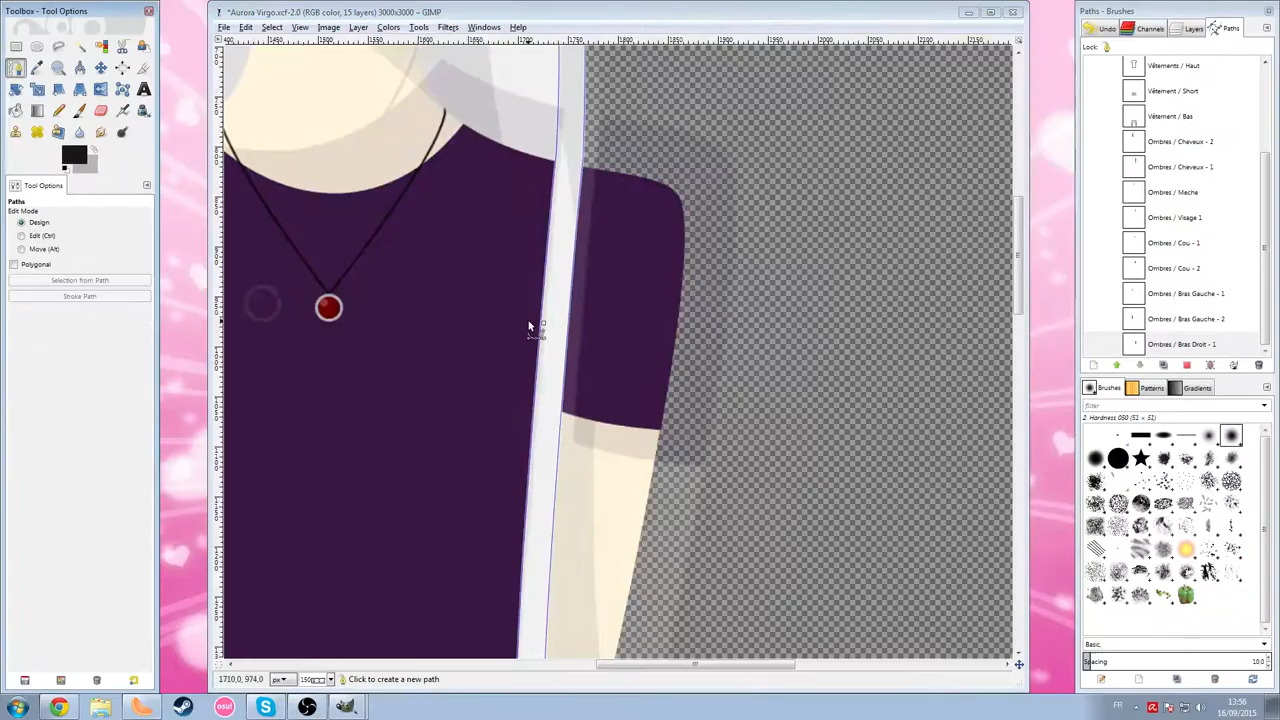 Toolbox - Tool Options
*Aurora Virgo.xcf-2.0 (RGB color, 15 layers) 3000x3000 – GIMP
Paths - Brushes
File Edit Select View Image Layer Colors Tools Filters Windows Help
Undo Channels Layers Paths
Lock:
Vêtements / Haut
Vêtement / Short
Vêtement / Bas
Ombres / Cheveux - 2
Ombres / Cheveux - 1
Ombres / Meche
Ombres / Visage 1
Ombres / Cou - 1
Ombres / Cou - 2
Ombres / Bras Gauche - 1
Ombres / Bras Gauche - 2
Ombres / Bras Droit - 1
Tool Options
Paths
Edit Mode
Design
Edit (Ctrl)
Move (Alt)
Polygonal
Selection from Path
Stroke Path
Brushes Patterns Gradients
filter
2. Hardness 050 (51 × 51)
Basic,
Spacing 10.0
1710,0, 974,0 px 150 Click to create a new path
osu!
FR
13:56
16/09/2015